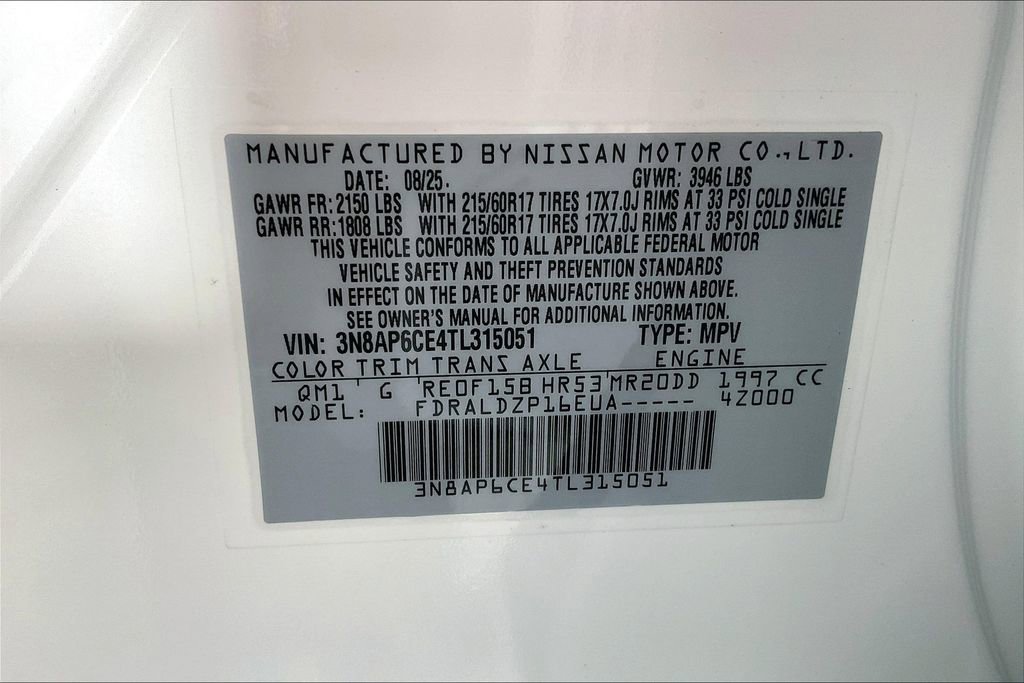 MANUFACTURED BY NISSAN MOTOR CO.,LTD.
DATE: 08/25. GVWR: 3946 LBS
GAWR FR: 2150 LBS WITH 215/60R17 TIRES 17X7.0J RIMS AT 33 PSI COLD SINGLE
GAWR RR: 1808 LBS WITH 215/60R17 TIRES 17X7.0J RIMS AT 33 PSI COLD SINGLE
THIS VEHICLE CONFORMS TO ALL APPLICABLE FEDERAL MOTOR
VEHICLE SAFETY AND THEFT PREVENTION STANDARDS
IN EFFECT ON THE DATE OF MANUFACTURE SHOWN ABOVE.
SEE OWNER'S MANUAL FOR ADDITIONAL INFORMATION.
VIN: 3N8AP6CE4TL315051 TYPE: MPV
COLOR TRIM TRANS AXLE ENGINE
QM1 G RE0F15B HR53 MR20DD 1997 CC
MODEL: FDRALDZP16EUA----- 4Z000
3N8AP6CE4TL315051